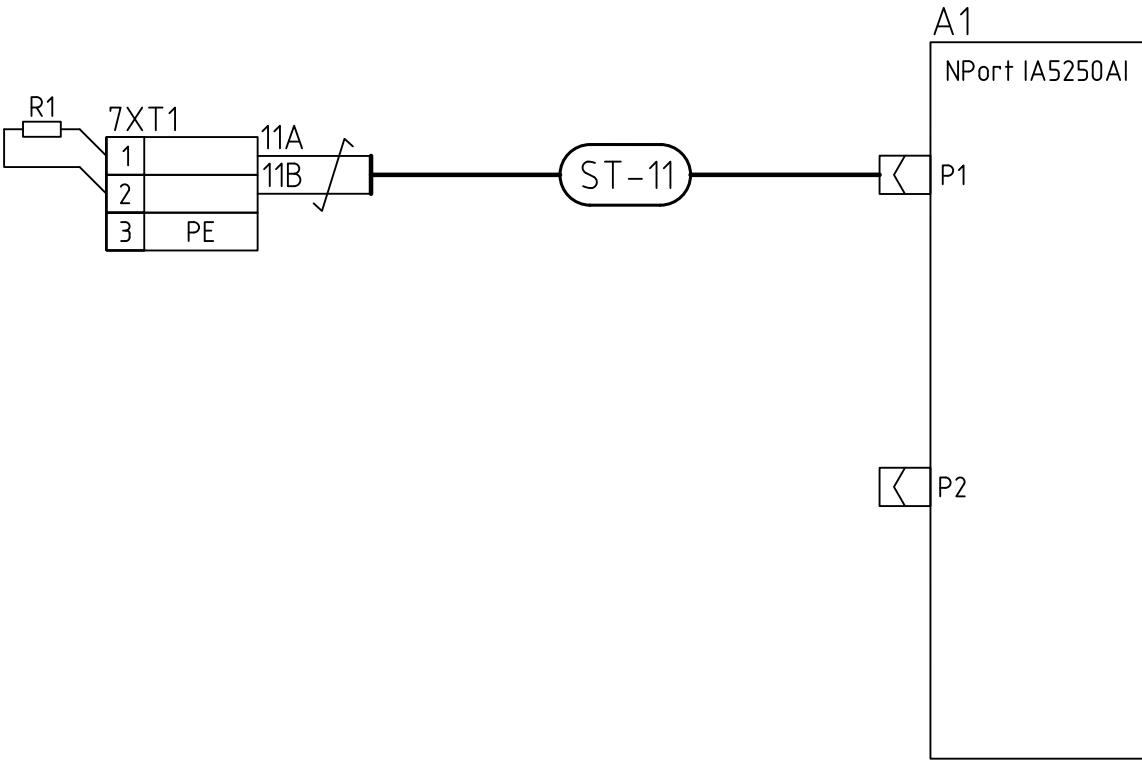 A1
NPort IA5250AI
R1
7XT1
1
11A
11B
2
3 PE
ST-11
P1
P2